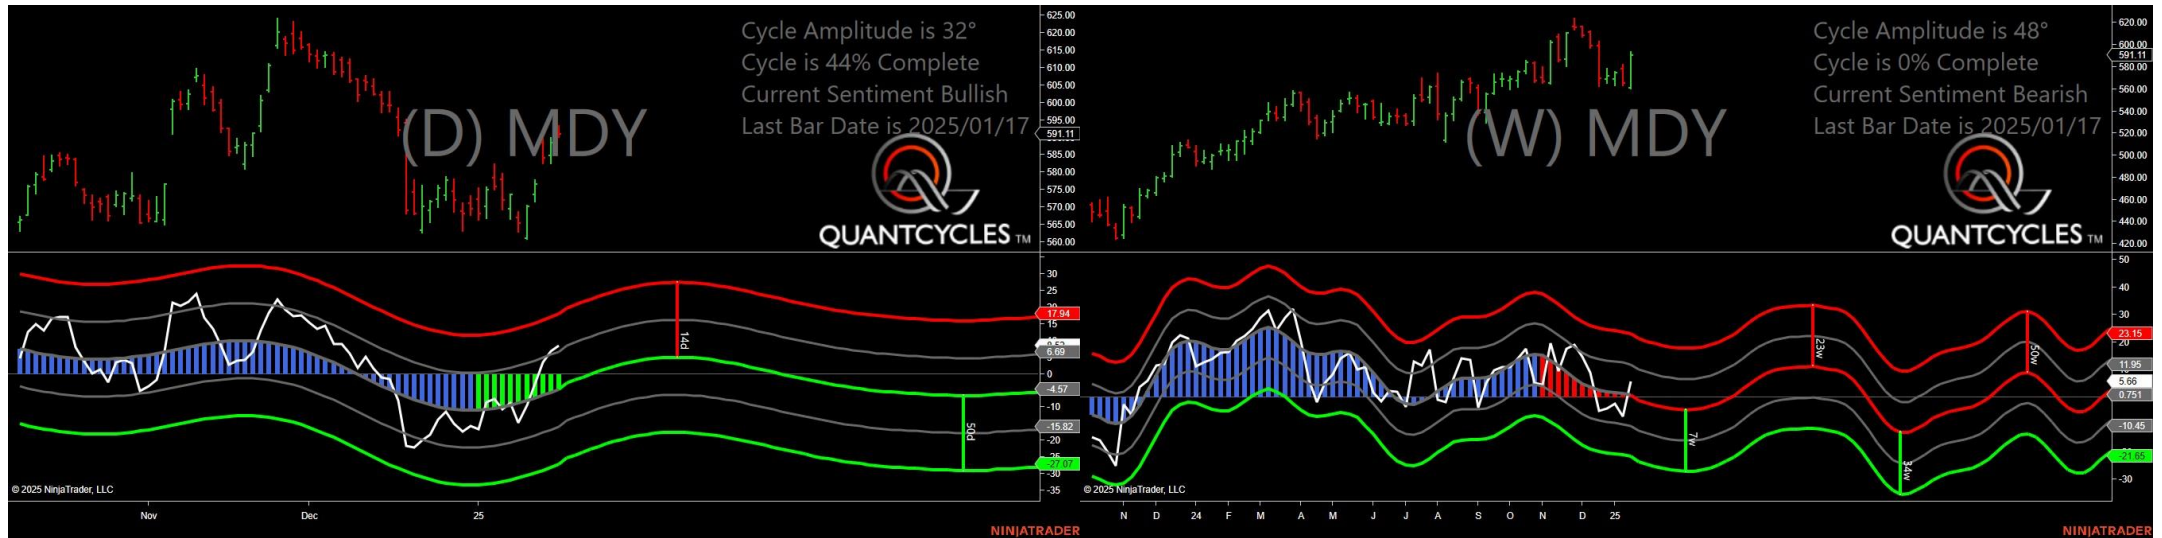 Cycle Amplitude is 32°
Cycle is 44% Complete
Current Sentiment Bullish
Last Bar Date is 2025/01/17
(D) MDY
QUANTCYCLES TM
625.00
620.00
615.00
610.00
605.00
600.00
595.00
591.11
585.00
580.00
575.00
570.00
565.00
560.00
30
25
17.94
15
6.69
0
-4.57
-10
-15.82
-20
-27.07
-30
-35
14d
50d
© 2025 NinjaTrader, LLC
Nov
Dec
25
NINJATRADER
Cycle Amplitude is 48°
Cycle is 0% Complete
Current Sentiment Bearish
Last Bar Date is 2025/01/17
(W) MDY
QUANTCYCLES TM
620.00
600.00
591.11
580.00
560.00
540.00
520.00
500.00
480.00
460.00
440.00
420.00
50
40
30
23.15
20
11.95
5.66
0.751
-10.45
-21.65
-30
7w
23w
34w
50w
© 2025 NinjaTrader, LLC
N D 24 F M A M J J A S O N D 25
NINJATRADER